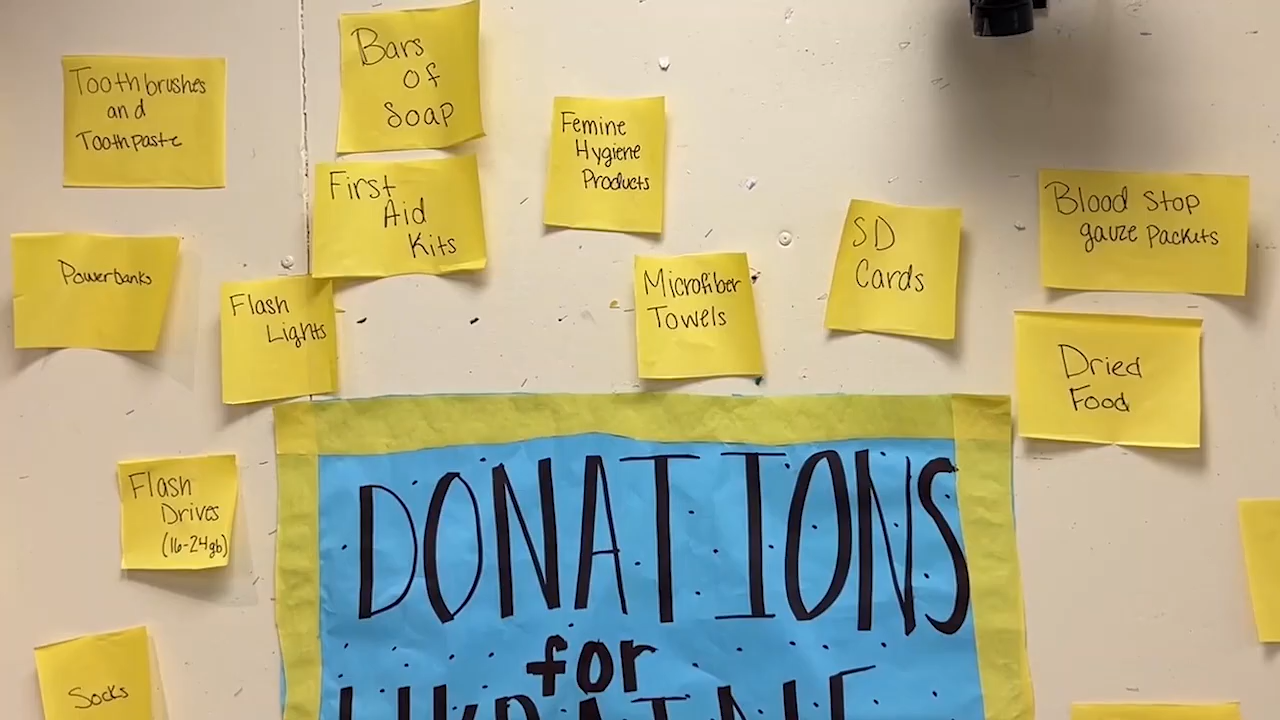 Toothbrushes
and
Toothpaste
Bars
of
Soap
Femine
Hygiene
Products
First
Aid
Kits
Blood Stop
gauze Packets
SD
Cards
Powerbanks
Flash
Lights
Microfiber
Towels
Dried
Food
Flash
Drives
(16-24gb)
Socks
DONATIONS
for
UKRAINE